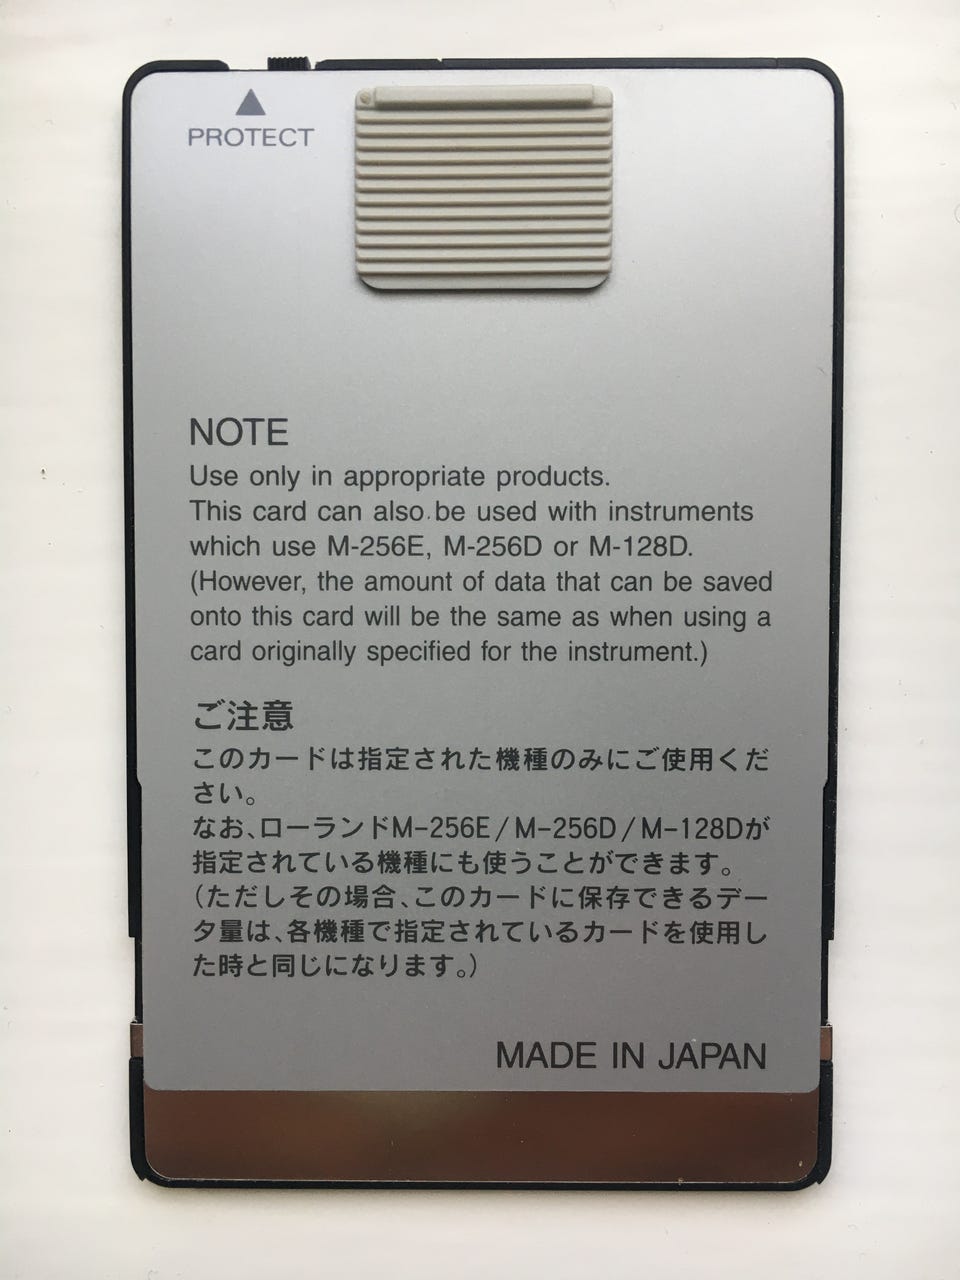 PROTECT
NOTE
Use only in appropriate products.
This card can also be used with instruments
which use M-256E, M-256D or M-128D.
(However, the amount of data that can be saved
onto this card will be the same as when using a
card originally specified for the instrument.)
ご注意
このカードは指定された機種のみにご使用くだ
さい。
なお、ローランドM-256E/M-256D/M-128Dが
指定されている機種にも使うことができます。
(ただしその場合、このカードに保存できるデー
タ量は、各機種で指定されているカードを使用し
た時と同じになります。)
MADE IN JAPAN